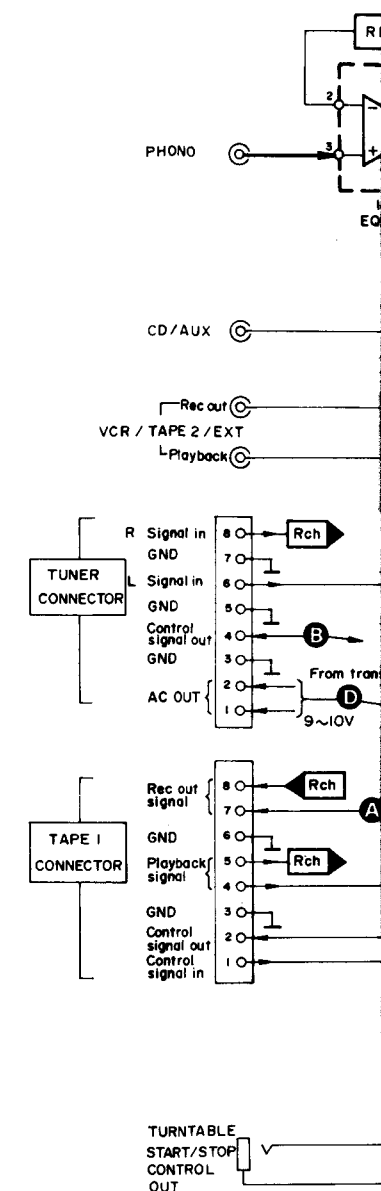 RI
2
−
PHONO
3
+
EQ
CD/AUX
Rec out
VCR / TAPE 2 / EXT
Playback
TUNER
CONNECTOR
R Signal in 8 Rch
GND 7
L Signal in 6
GND 5
Control
signal out 4 B
GND 3
From trans
AC OUT 2 D
1 9~10V
TAPE 1
CONNECTOR
Rec out
signal 8 Rch
7 A
GND 6
Playback
signal 5 Rch
4
GND 3
Control
signal out 2
Control
signal in 1
TURNTABLE
START/STOP
CONTROL
OUT